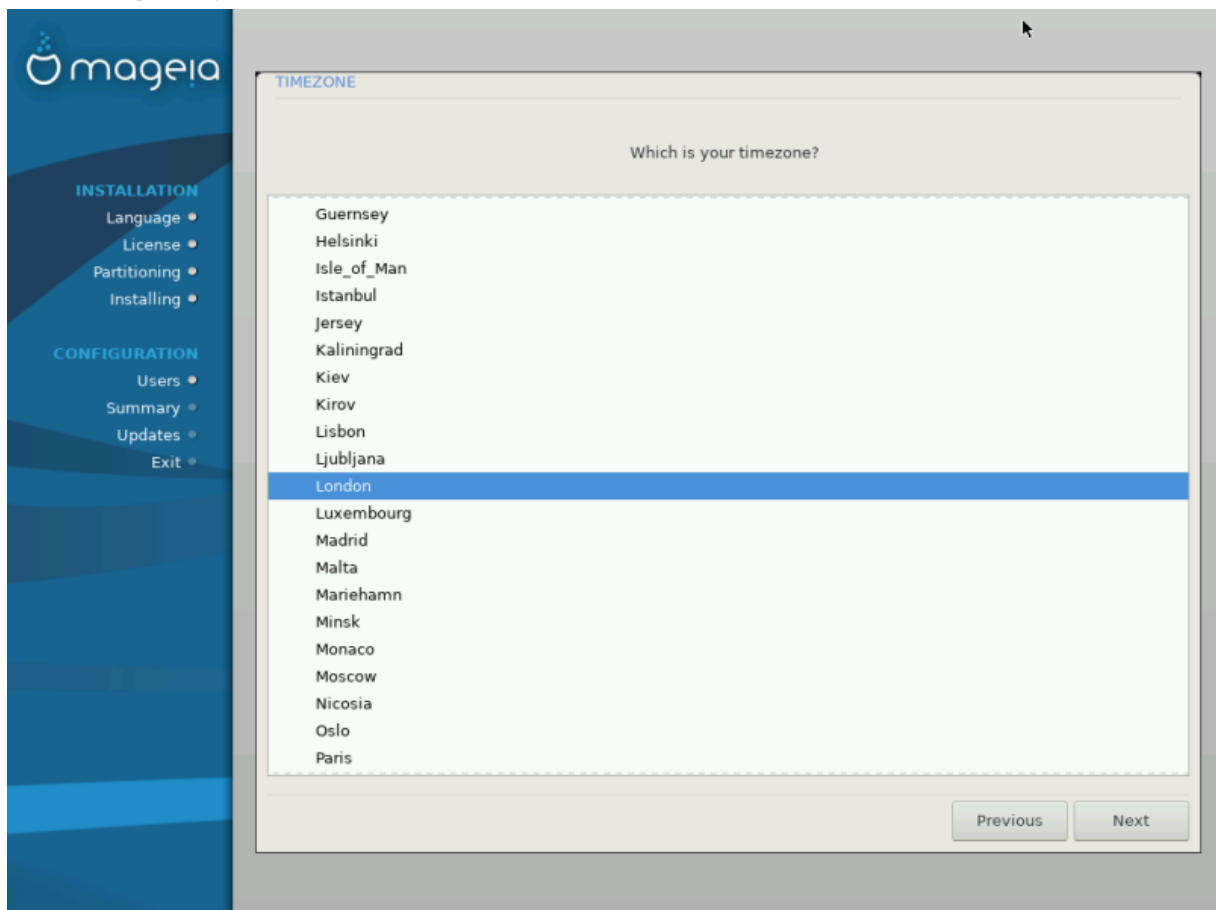 mageia
INSTALLATION
Language
License
Partitioning
Installing
CONFIGURATION
Users
Summary
Updates
Exit
TIMEZONE
Which is your timezone?
Guernsey
Helsinki
Isle_of_Man
Istanbul
Jersey
Kaliningrad
Kiev
Kirov
Lisbon
Ljubljana
London
Luxembourg
Madrid
Malta
Mariehamn
Minsk
Monaco
Moscow
Nicosia
Oslo
Paris
Previous
Next